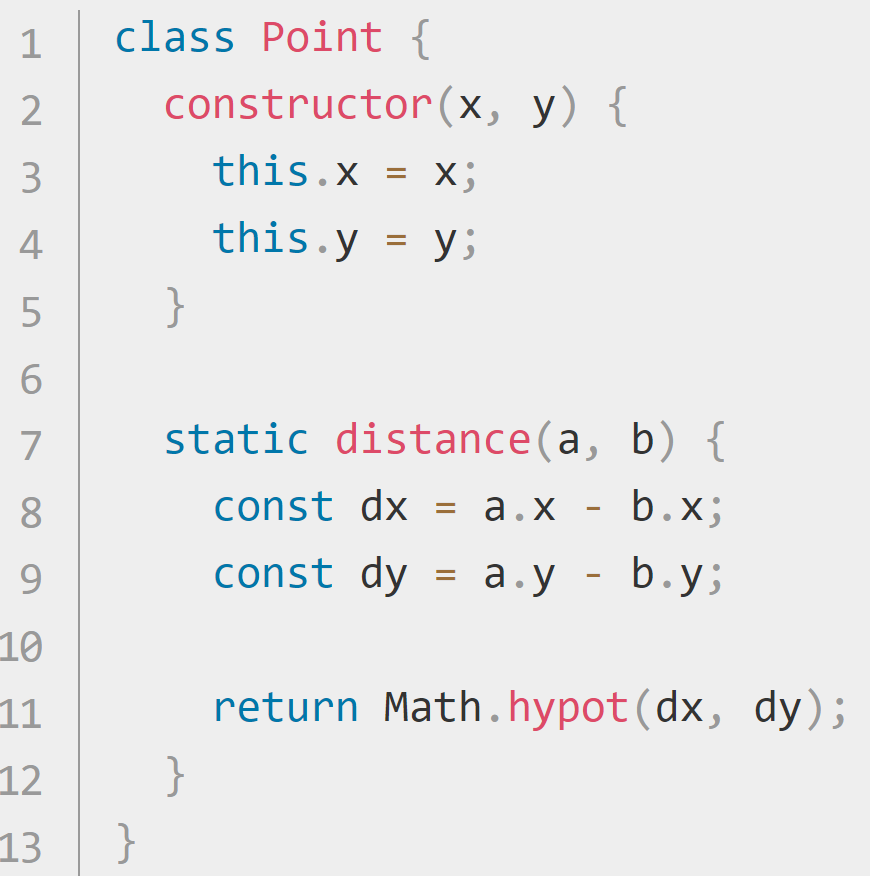 1 class Point {
2   constructor(x, y) {
3     this.x = x;
4     this.y = y;
5   }
6
7   static distance(a, b) {
8     const dx = a.x - b.x;
9     const dy = a.y - b.y;
10
11     return Math.hypot(dx, dy);
12   }
13 }